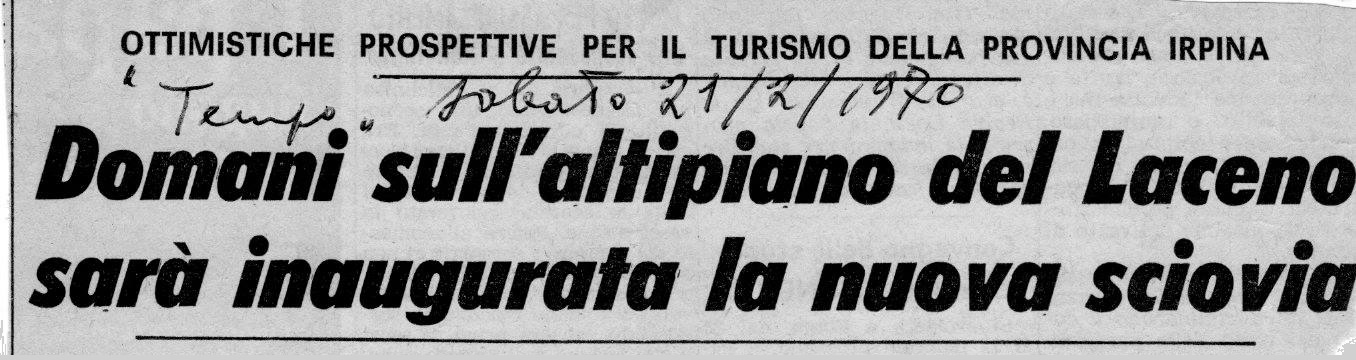 OTTIMISTICHE PROSPETTIVE PER IL TURISMO DELLA PROVINCIA IRPINA
"Tempo" sabato 21/2/1970
Domani sull'altipiano del Laceno
sarà inaugurata la nuova sciovia